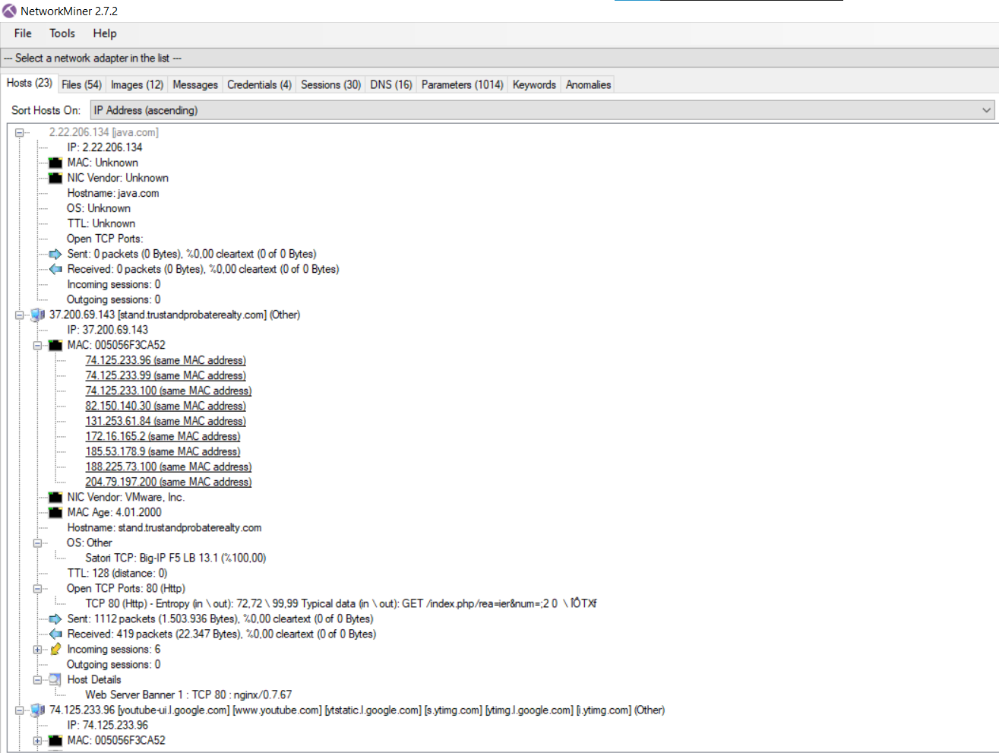 NetworkMiner 2.7.2
File Tools Help
--- Select a network adapter in the list ---
Hosts (23) Files (54) Images (12) Messages Credentials (4) Sessions (30) DNS (16) Parameters (1014) Keywords Anomalies
Sort Hosts On: IP Address (ascending)
2.22.206.134 [java.com]
IP: 2.22.206.134
MAC: Unknown
NIC Vendor: Unknown
Hostname: java.com
OS: Unknown
TTL: Unknown
Open TCP Ports:
Sent: 0 packets (0 Bytes), %0,00 cleartext (0 of 0 Bytes)
Received: 0 packets (0 Bytes), %0,00 cleartext (0 of 0 Bytes)
Incoming sessions: 0
Outgoing sessions: 0
37.200.69.143 [stand.trustandprobaterealty.com] (Other)
IP: 37.200.69.143
MAC: 005056F3CA52
74.125.233.96 (same MAC address)
74.125.233.99 (same MAC address)
74.125.233.100 (same MAC address)
82.150.140.30 (same MAC address)
131.253.61.84 (same MAC address)
172.16.165.2 (same MAC address)
185.53.178.9 (same MAC address)
188.225.73.100 (same MAC address)
204.79.197.200 (same MAC address)
NIC Vendor: VMware, Inc.
MAC Age: 4.01.2000
Hostname: stand.trustandprobaterealty.com
OS: Other
Satori TCP: Big-IP F5 LB 13.1 (%100,00)
TTL: 128 (distance: 0)
Open TCP Ports: 80 (Http)
TCP 80 (Http) - Entropy (in \ out): 72,72 \ 99,99 Typical data (in \ out): GET /index.php/rea=ier&num=;2 0 \ ÎÔTXf
Sent: 1112 packets (1.503.936 Bytes), %0,00 cleartext (0 of 0 Bytes)
Received: 419 packets (22.347 Bytes), %0,00 cleartext (0 of 0 Bytes)
Incoming sessions: 6
Outgoing sessions: 0
Host Details
Web Server Banner 1 : TCP 80 : nginx/0.7.67
74.125.233.96 [youtube-ui.l.google.com] [www.youtube.com] [ytstatic.l.google.com] [s.ytimg.com] [ytimg.l.google.com] [i.ytimg.com] (Other)
IP: 74.125.233.96
MAC: 005056F3CA52